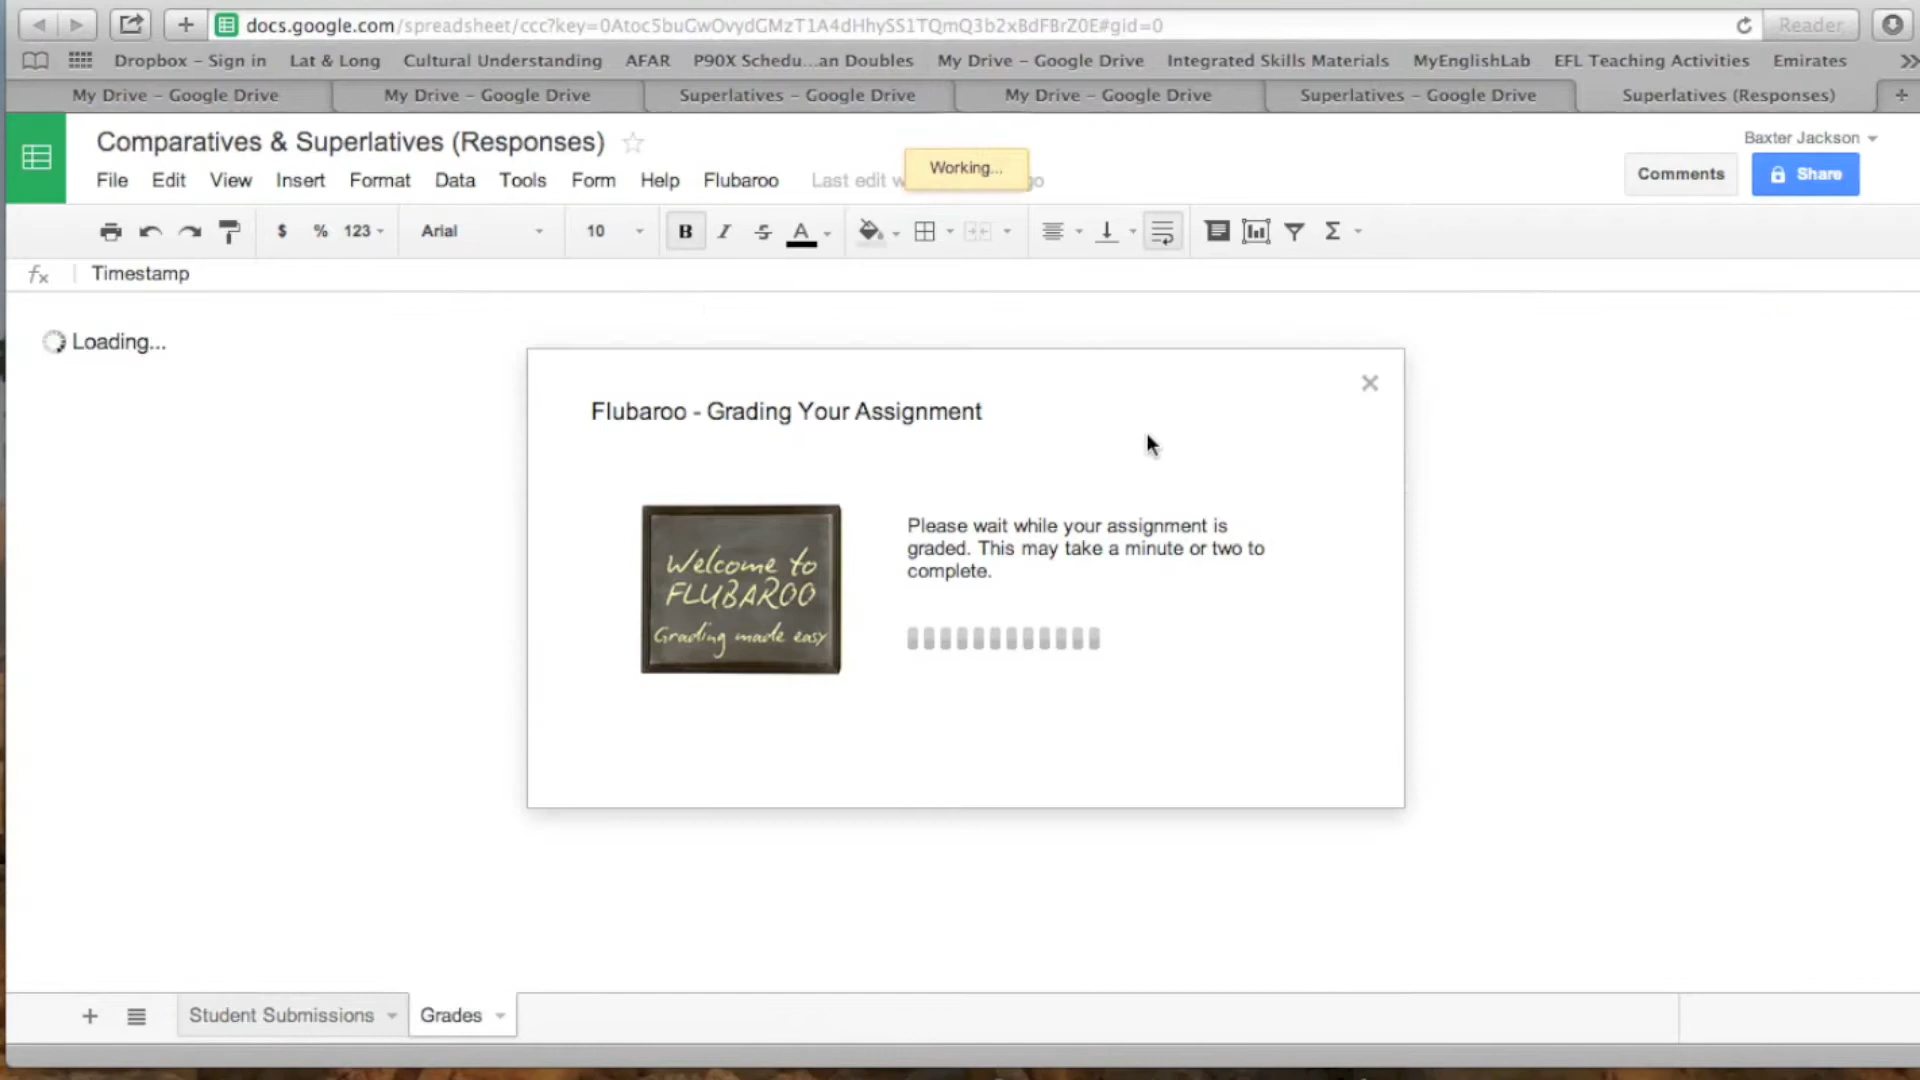 docs.google.com/spreadsheet/ccc?key=0Atoc5buGwOvydGMzT1A4dHhySS1TQmQ3b2xBdFBrZ0E#gid=0
Reader
Dropbox – Sign in
Lat & Long
Cultural Understanding
AFAR
P90X Schedu...an Doubles
My Drive – Google Drive
Integrated Skills Materials
MyEnglishLab
EFL Teaching Activities
Emirates
My Drive – Google Drive
My Drive – Google Drive
Superlatives – Google Drive
My Drive – Google Drive
Superlatives – Google Drive
Superlatives (Responses)
Comparatives & Superlatives (Responses)
Baxter Jackson
Working...
File Edit View Insert Format Data Tools Form Help Flubaroo
Last edit w
go
Comments
Share
$ % 123
Arial
10
B I S A
Σ
fx
Timestamp
Loading...
Flubaroo - Grading Your Assignment
Welcome to
FLUBAROO
Grading made easy
Please wait while your assignment is
graded. This may take a minute or two to
complete.
Student Submissions
Grades